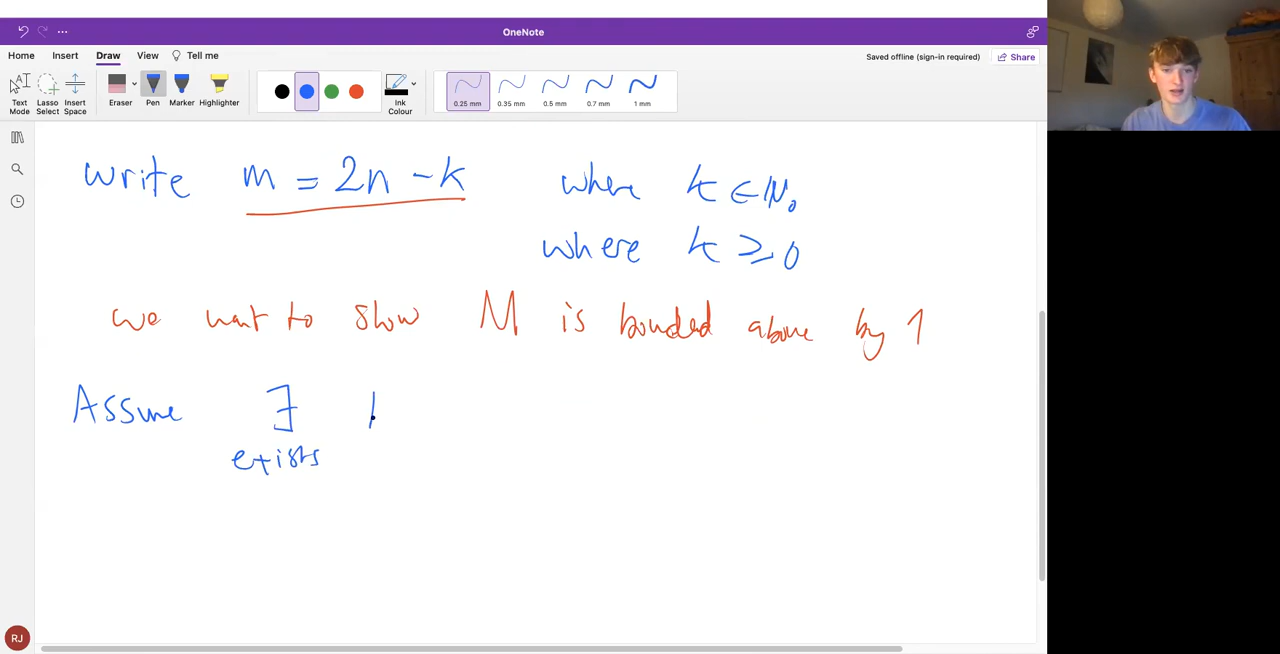 OneNote
Home Insert Draw View Tell me
Saved offline (sign-in required) Share
Text Mode
Lasso Select
Insert Space
Eraser
Pen
Marker
Highlighter
Ink Colour
0.25 mm 0.35 mm 0.5 mm 0.7 mm 1 mm
Write m = 2n - k where k ∈ ℕ₀
where k ≥ 0
we want to show M is bounded above by 1
Assume ∃
exists
RJ